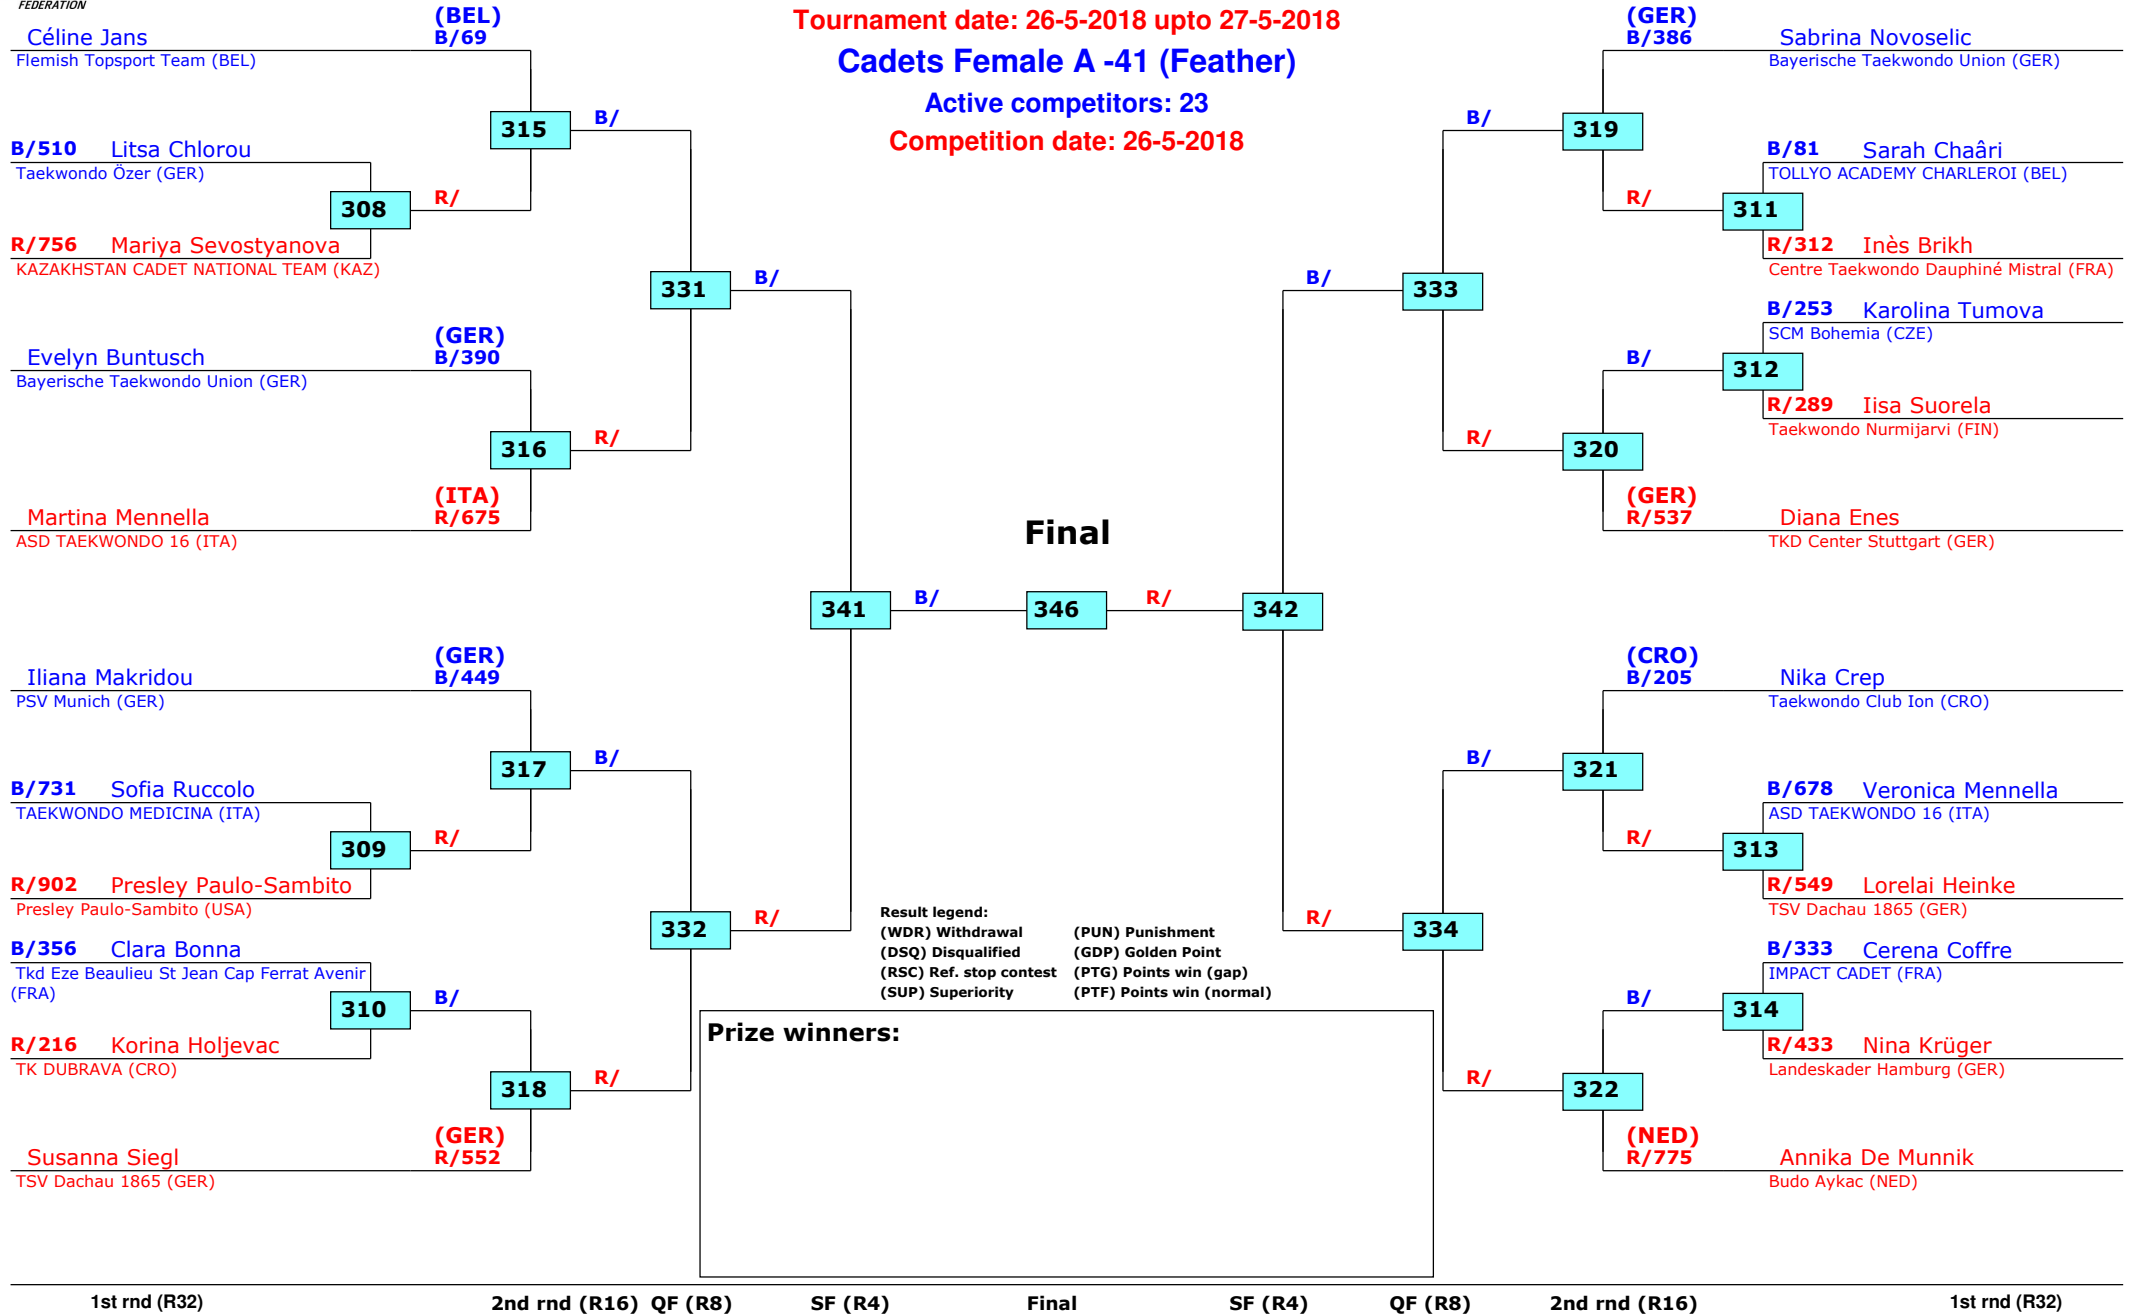 FEDERATION
Tournament date: 26-5-2018 upto 27-5-2018
Cadets Female A -41 (Feather)
Active competitors: 23
Competition date: 26-5-2018
(BEL)
Céline Jans B/69
Flemish Topsport Team (BEL)
315
B/
B/510 Litsa Chlorou
Taekwondo Özer (GER)
308
R/
R/756 Mariya Sevostyanova
KAZAKHSTAN CADET NATIONAL TEAM (KAZ)
331
B/
(GER)
Evelyn Buntusch B/390
Bayerische Taekwondo Union (GER)
316
R/
(ITA)
Martina Mennella R/675
ASD TAEKWONDO 16 (ITA)
341
B/
(GER)
Iliana Makridou B/449
PSV Munich (GER)
317
B/
B/731 Sofia Ruccolo
TAEKWONDO MEDICINA (ITA)
309
R/
R/902 Presley Paulo-Sambito
Presley Paulo-Sambito (USA)
332
R/
B/356 Clara Bonna
Tkd Eze Beaulieu St Jean Cap Ferrat Avenir
(FRA)
310
B/
R/216 Korina Holjevac
TK DUBRAVA (CRO)
318
R/
(GER)
Susanna Siegl R/552
TSV Dachau 1865 (GER)
Final
346
R/
342
(GER)
B/386 Sabrina Novoselic
Bayerische Taekwondo Union (GER)
B/
319
B/81 Sarah Chaâri
TOLLYO ACADEMY CHARLEROI (BEL)
R/
311
R/312 Inès Brikh
Centre Taekwondo Dauphiné Mistral (FRA)
B/
333
B/253 Karolina Tumova
SCM Bohemia (CZE)
B/
312
R/289 Iisa Suorela
Taekwondo Nurmijarvi (FIN)
R/
320
(GER)
R/537 Diana Enes
TKD Center Stuttgart (GER)
(CRO)
B/205 Nika Crep
Taekwondo Club Ion (CRO)
B/
321
B/678 Veronica Mennella
ASD TAEKWONDO 16 (ITA)
R/
313
R/549 Lorelai Heinke
TSV Dachau 1865 (GER)
R/
334
B/333 Cerena Coffre
IMPACT CADET (FRA)
B/
314
R/433 Nina Krüger
Landeskader Hamburg (GER)
R/
322
(NED)
R/775 Annika De Munnik
Budo Aykac (NED)
Result legend:
(WDR) Withdrawal (PUN) Punishment
(DSQ) Disqualified (GDP) Golden Point
(RSC) Ref. stop contest (PTG) Points win (gap)
(SUP) Superiority (PTF) Points win (normal)
Prize winners:
1st rnd (R32) 2nd rnd (R16) QF (R8) SF (R4) Final SF (R4) QF (R8) 2nd rnd (R16) 1st rnd (R32)